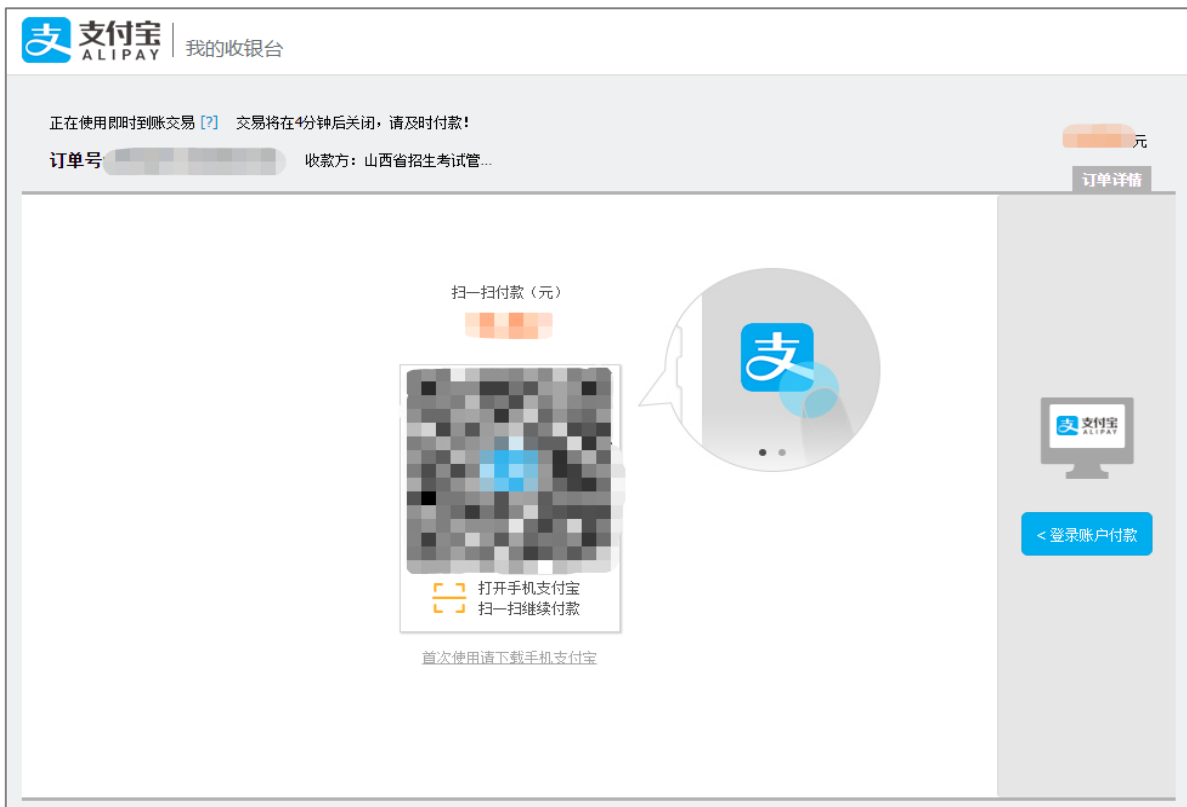 支 支付宝 ALIPAY 我的收银台
正在使用即时到账交易 [?] 交易将在4分钟后关闭，请及时付款！
元
订单号 收款方：山西省招生考试管...
订单详情
扫一扫付款（元）
支
支 支付宝 ALIPAY
< 登录账户付款
打开手机支付宝
扫一扫继续付款
首次使用请下载手机支付宝